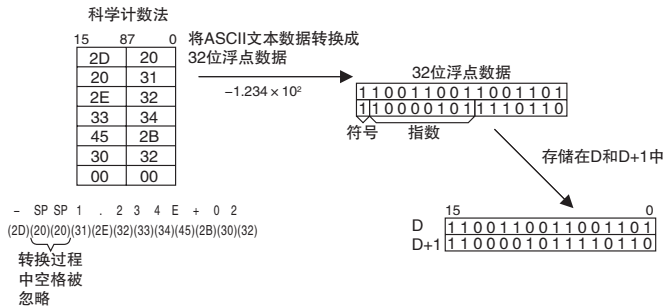 科学计数法
15 87 0
2D 20
20 31
2E 32
33 34
45 2B
30 32
00 00
将ASCII文本数据转换成
32位浮点数据
−1.234 × 10²
32位浮点数据
1100110011001101
1 10000101 1110110
符号 指数
存储在D和D+1中
− SP SP 1 . 2 3 4 E + 0 2
(2D)(20)(20)(31)(2E)(32)(33)(34)(45)(2B)(30)(32)
转换过程
中空格被
忽略
15 0
D 1100110011001101
D+1 1100001011110110